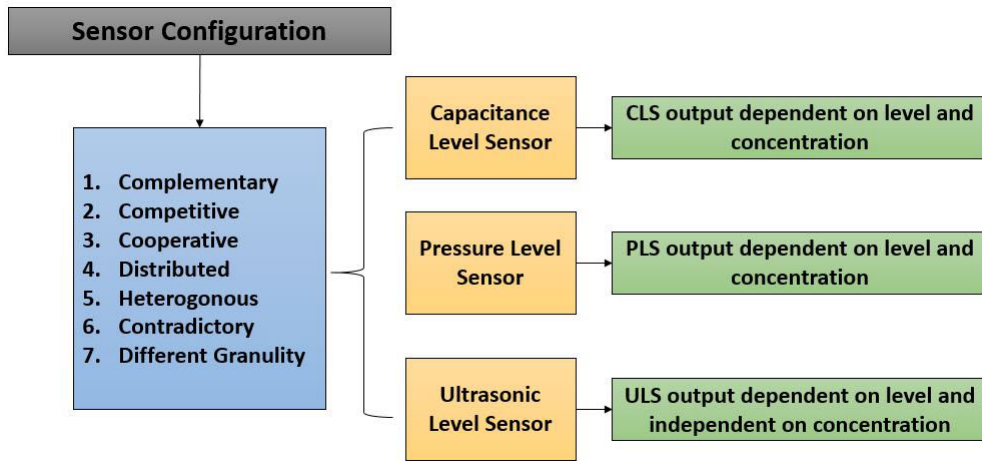 Sensor Configuration
1. Complementary
2. Competitive
3. Cooperative
4. Distributed
5. Heterogonous
6. Contradictory
7. Different Granulity
Capacitance
Level Sensor
CLS output dependent on level and
concentration
Pressure Level
Sensor
PLS output dependent on level and
concentration
Ultrasonic
Level Sensor
ULS output dependent on level and
independent on concentration